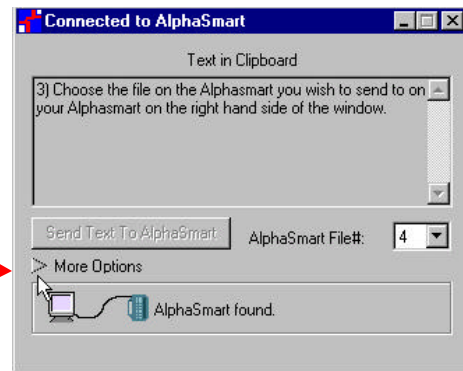 Connected to AlphaSmart
Text in Clipboard
3) Choose the file on the Alphasmart you wish to send to on
your Alphasmart on the right hand side of the window.
Send Text To AlphaSmart
AlphaSmart File#: 4
More Options
AlphaSmart found.